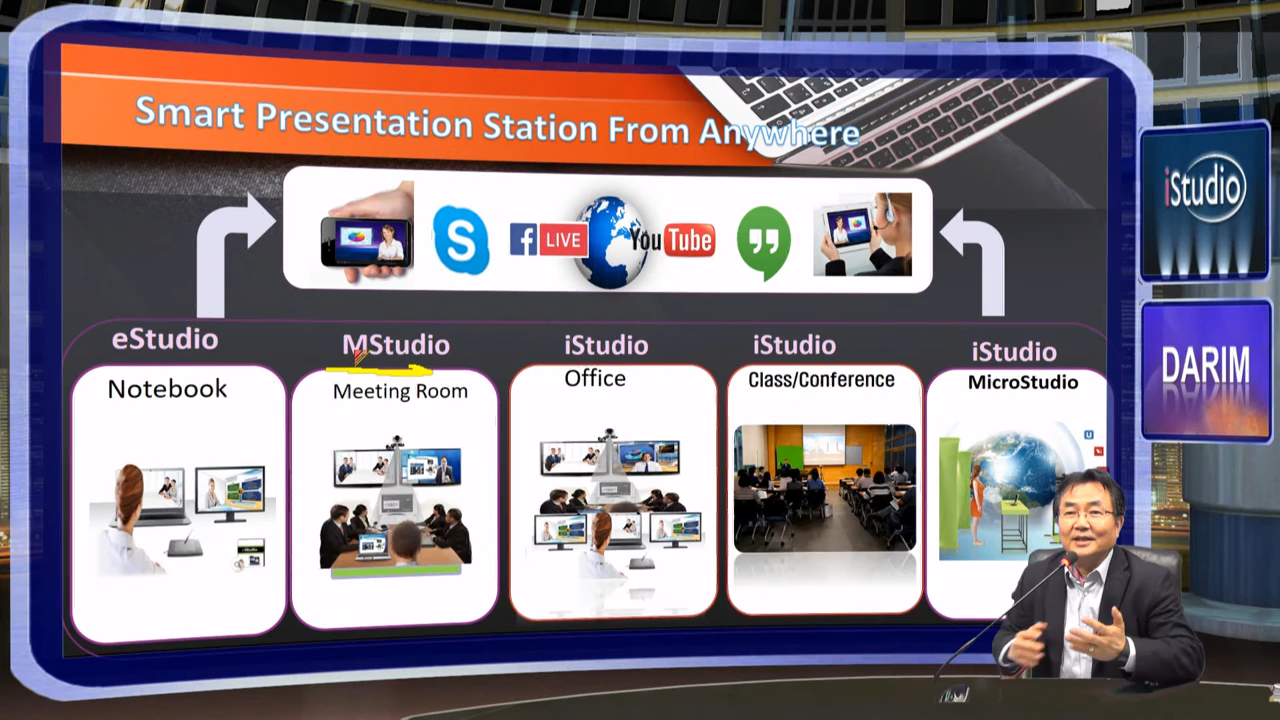 Smart Presentation Station From Anywhere
f LIVE
YouTube
eStudio
MStudio
iStudio
iStudio
iStudio
Notebook
Meeting Room
Office
Class/Conference
MicroStudio
iStudio
DARIM